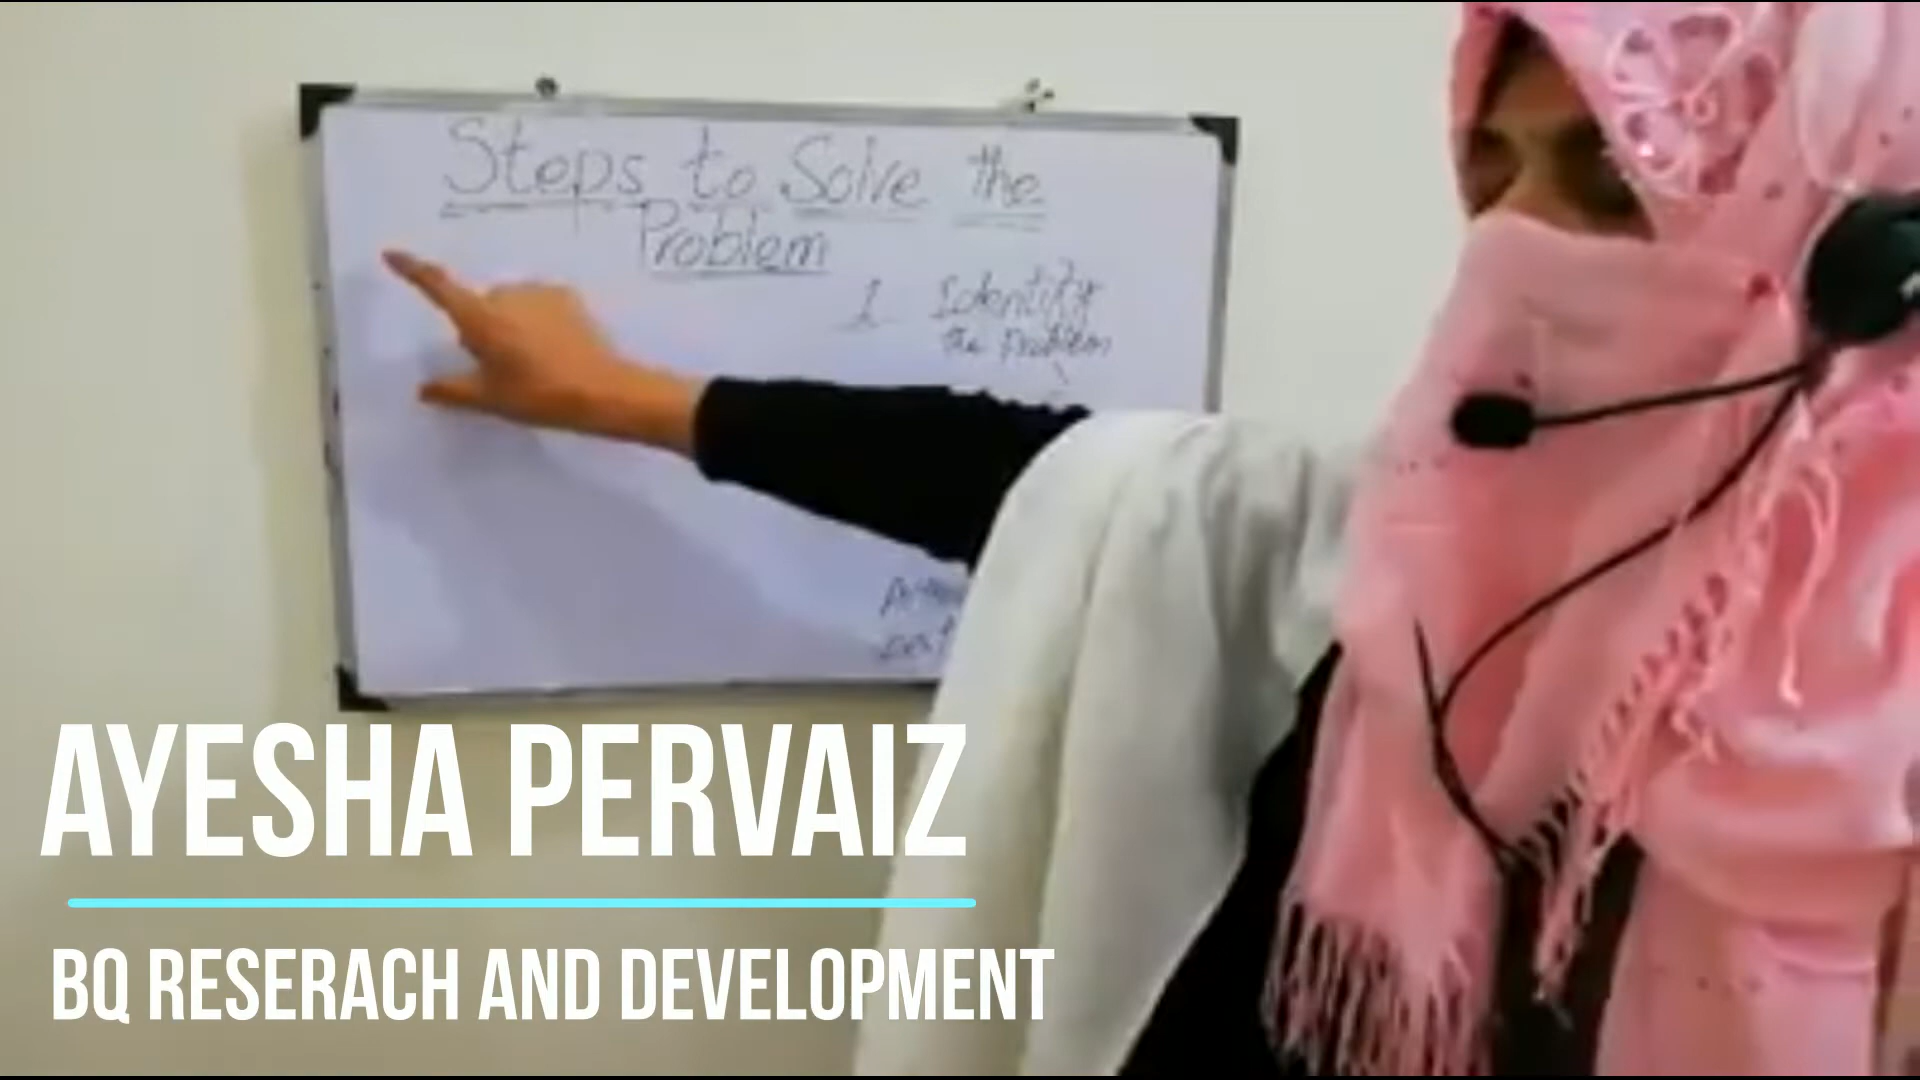 Steps to Solve the
Problem
1 Identify
the Problem
AYESHA PERVAIZ
BQ RESERACH AND DEVELOPMENT